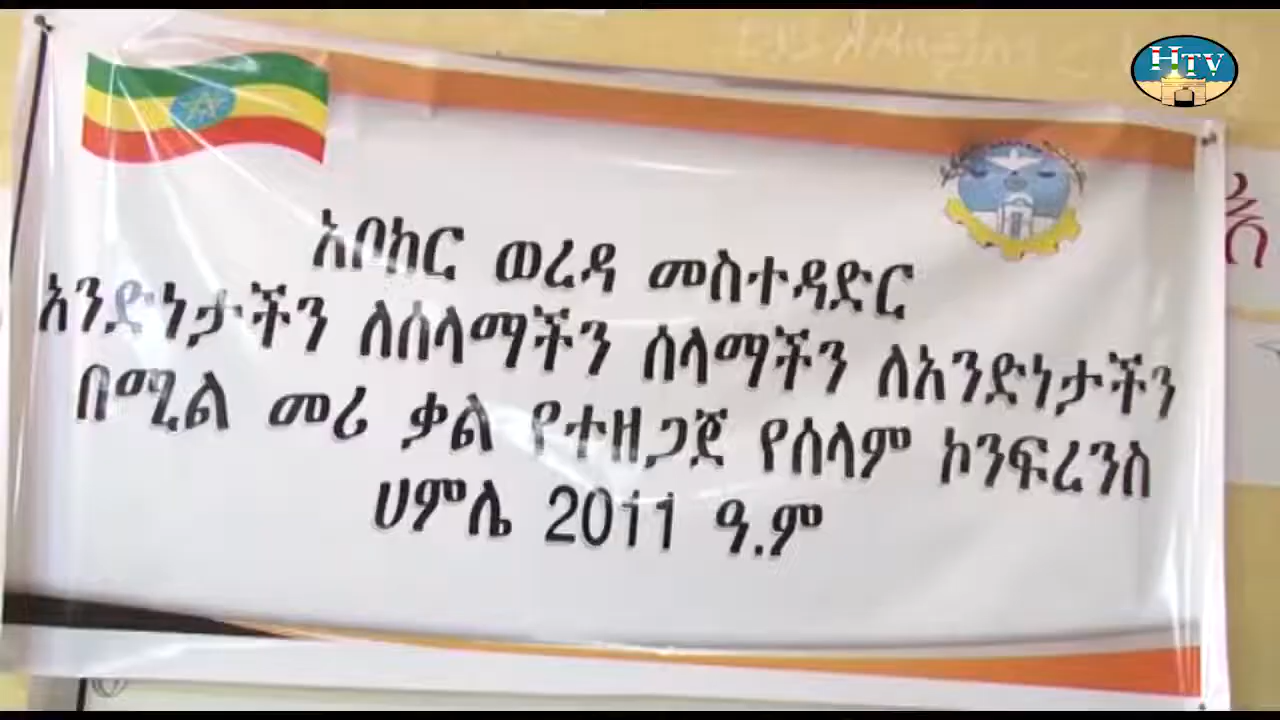 HTV
አቦከር ወረዳ መስተዳድር
አንድነታችን ለሰላማችን ሰላማችን ለአንድነታችን
በሚል መሪ ቃል የተዘጋጀ የሰላም ኮንፍረንስ
ሀምሌ 2011 ዓ.ም